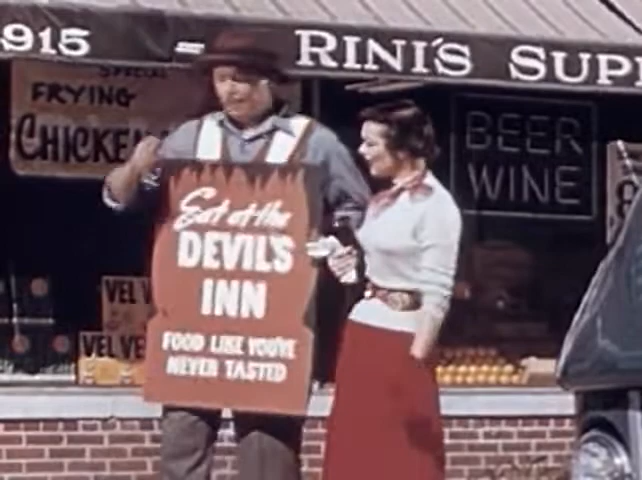 915
RINI'S SUP
SPECIAL
FRYING
CHICKEN
BEER
WINE
Eat at the
DEVIL'S
INN
FOOD LIKE YOU'VE
NEVER TASTED
VEL V
VEL VE